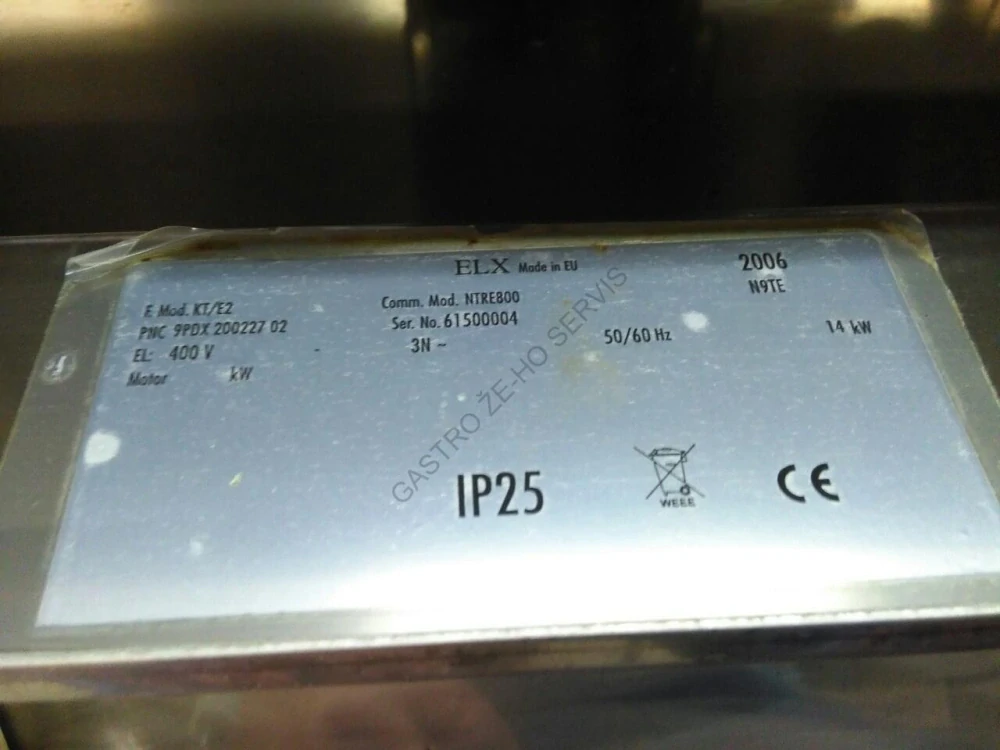 ELX Made in EU
2006
N9TE
F. Mod. KT/E2
Comm. Mod. NTRE800
PNC 9PDX 200227 02
Ser. No. 61500004
EL: 400 V
3N ~
50/60 Hz
14 kW
Motor kW
IP25
WEEE
CE
GASTRO ŽE-HO SERVIS